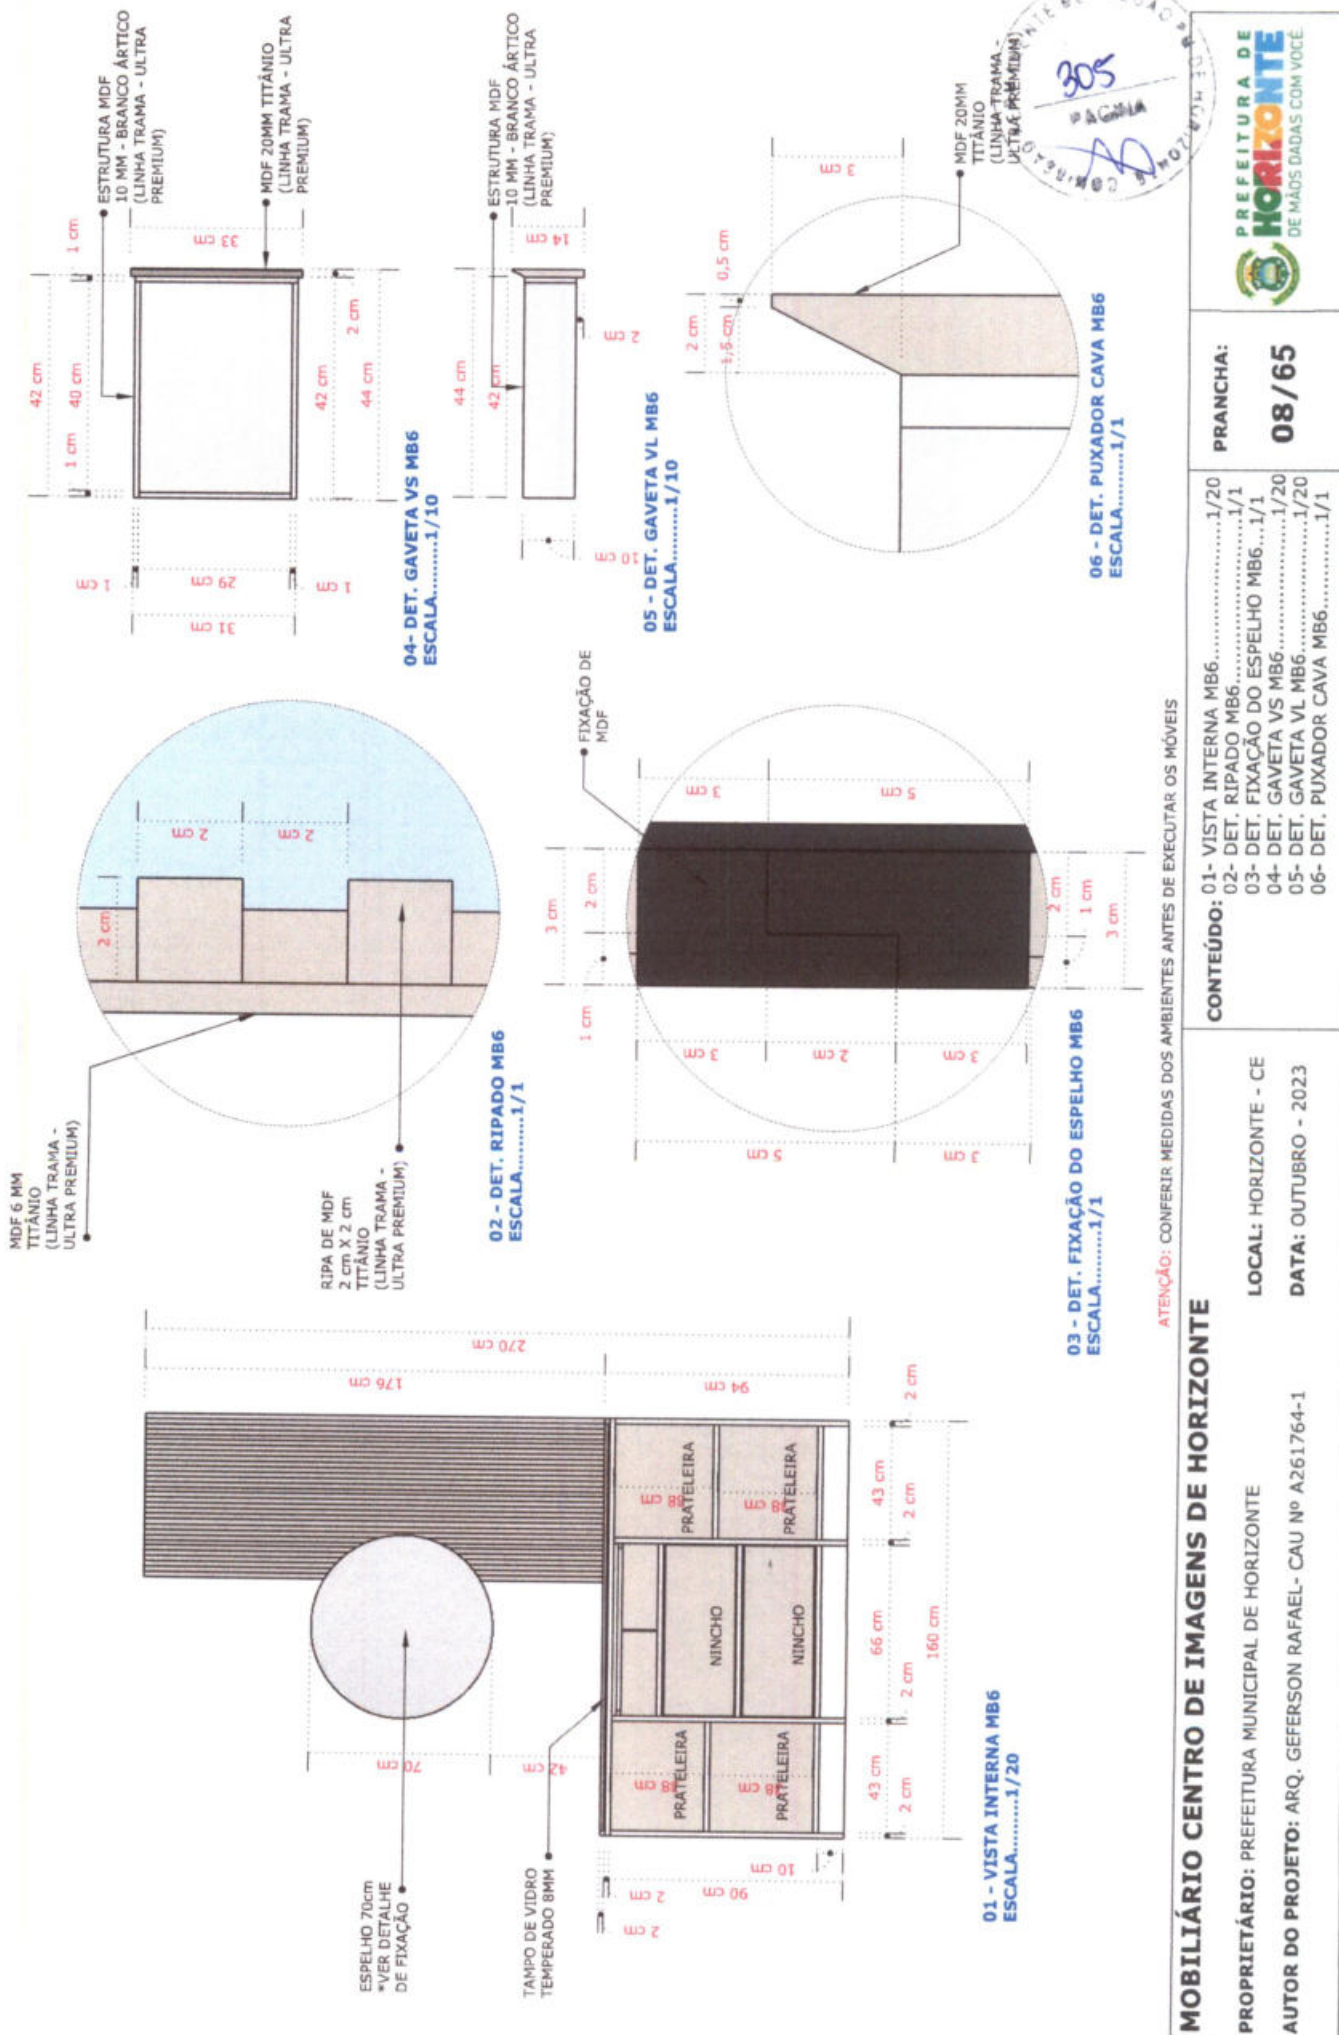 ESPELHO 70cm
*VER DETALHE
DE FIXAÇÃO
TAMPO DE VIDRO
TEMPERADO 8MM
70 cm
42 cm
176 cm
94 cm
270 cm
2 cm
2 cm
90 cm
10 cm
PRATELEIRA
38 cm
PRATELEIRA
38 cm
NINCHO
NINCHO
PRATELEIRA
38 cm
PRATELEIRA
38 cm
43 cm
2 cm
66 cm
2 cm
43 cm
2 cm
2 cm
160 cm
01 - VISTA INTERNA MB6
ESCALA.........1/20
MDF 6 MM
TITÂNIO
(LINHA TRAMA -
ULTRA PREMIUM)
RIPA DE MDF
2 cm X 2 cm
TITÂNIO
(LINHA TRAMA -
ULTRA PREMIUM)
2 cm
2 cm
2 cm
02 - DET. RIPADO MB6
ESCALA.........1/1
FIXAÇÃO DE
MDF
3 cm
1 cm
2 cm
3 cm
5 cm
3 cm
2 cm
3 cm
5 cm
3 cm
2 cm
1 cm
3 cm
03 - DET. FIXAÇÃO DO ESPELHO MB6
ESCALA.........1/1
ESTRUTURA MDF
10 MM - BRANCO ÁRTICO
(LINHA TRAMA - ULTRA
PREMIUM)
MDF 20MM TITÂNIO
(LINHA TRAMA - ULTRA
PREMIUM)
42 cm
1 cm
40 cm
1 cm
33 cm
1 cm
29 cm
1 cm
31 cm
2 cm
42 cm
44 cm
04- DET. GAVETA VS MB6
ESCALA.........1/10
ESTRUTURA MDF
10 MM - BRANCO ÁRTICO
(LINHA TRAMA - ULTRA
PREMIUM)
44 cm
42 cm
14 cm
2 cm
10 cm
05 - DET. GAVETA VL MB6
ESCALA.........1/10
2 cm
1,5 cm
0,5 cm
3 cm
MDF 20MM
TITÂNIO
(LINHA TRAMA -
ULTRA PREMIUM)
06 - DET. PUXADOR CAVA MB6
ESCALA.........1/1
305
PÁGINA
ATENÇÃO: CONFERIR MEDIDAS DOS AMBIENTES ANTES DE EXECUTAR OS MÓVEIS
MOBILIÁRIO CENTRO DE IMAGENS DE HORIZONTE
PROPRIETÁRIO: PREFEITURA MUNICIPAL DE HORIZONTE
LOCAL: HORIZONTE - CE
AUTOR DO PROJETO: ARQ. GEFERSON RAFAEL- CAU Nº A261764-1
DATA: OUTUBRO - 2023
CONTEÚDO: 01- VISTA INTERNA MB6...............1/20
02- DET. RIPADO MB6...................1/1
03- DET. FIXAÇÃO DO ESPELHO MB6...1/1
04- DET. GAVETA VS MB6..................1/20
05- DET. GAVETA VL MB6..................1/20
06- DET. PUXADOR CAVA MB6............1/1
PRANCHA:
08/65
PREFEITURA DE
HORIZONTE
DE MÃOS DADAS COM VOCÊ.